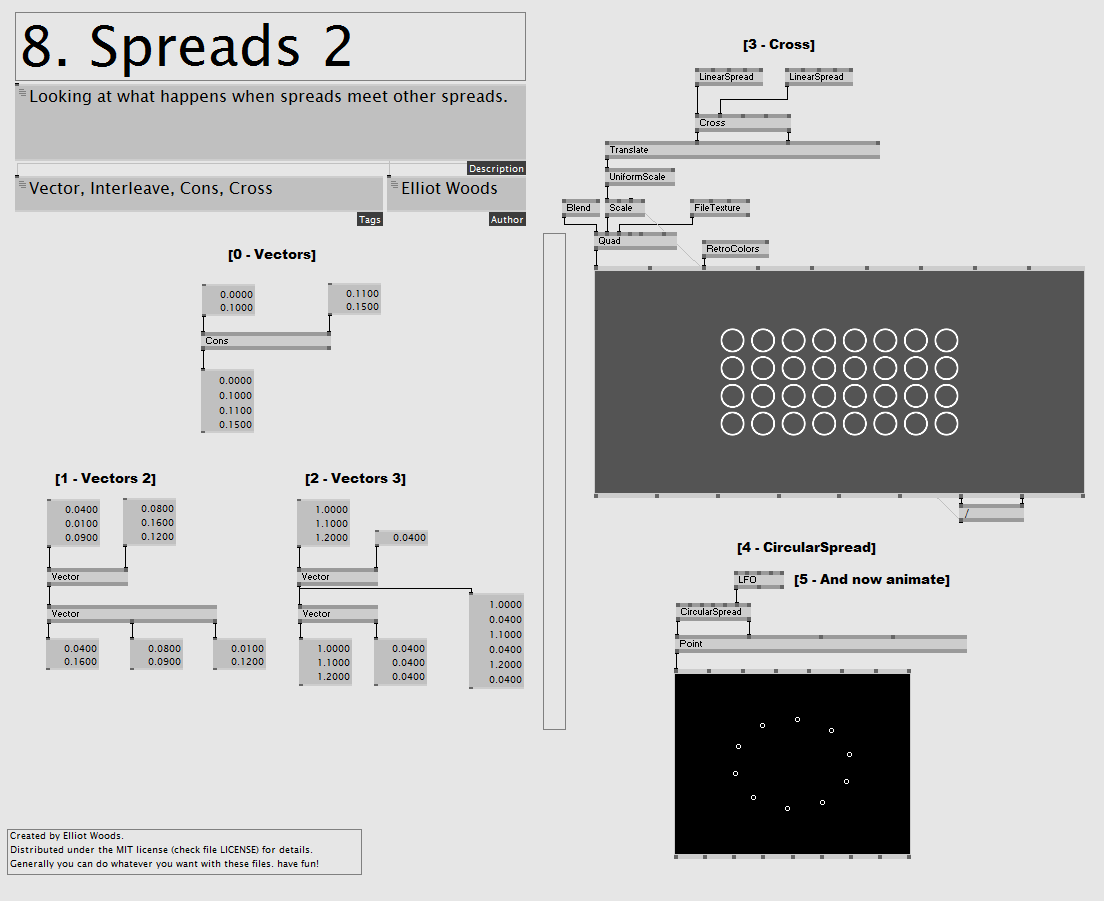 8. Spreads 2
Looking at what happens when spreads meet other spreads.
Description
Vector, Interleave, Cons, Cross
Tags
Elliot Woods
Author
[0 - Vectors]
0.0000
0.1000
0.1100
0.1500
Cons
0.0000
0.1000
0.1100
0.1500
[1 - Vectors 2]
0.0400
0.0100
0.0900
0.0800
0.1600
0.1200
Vector
Vector
0.0400
0.1600
0.0800
0.0900
0.0100
0.1200
[2 - Vectors 3]
1.0000
1.1000
1.2000
0.0400
Vector
Vector
1.0000
1.1000
1.2000
0.0400
0.0400
0.0400
1.0000
0.0400
1.1000
0.0400
1.2000
0.0400
[3 - Cross]
LinearSpread
LinearSpread
Cross
Translate
UniformScale
Blend
Scale
FileTexture
Quad
RetroColors
/
[4 - CircularSpread]
LFO
[5 - And now animate]
CircularSpread
Point
Created by Elliot Woods.
Distributed under the MIT license (check file LICENSE) for details.
Generally you can do whatever you want with these files. have fun!